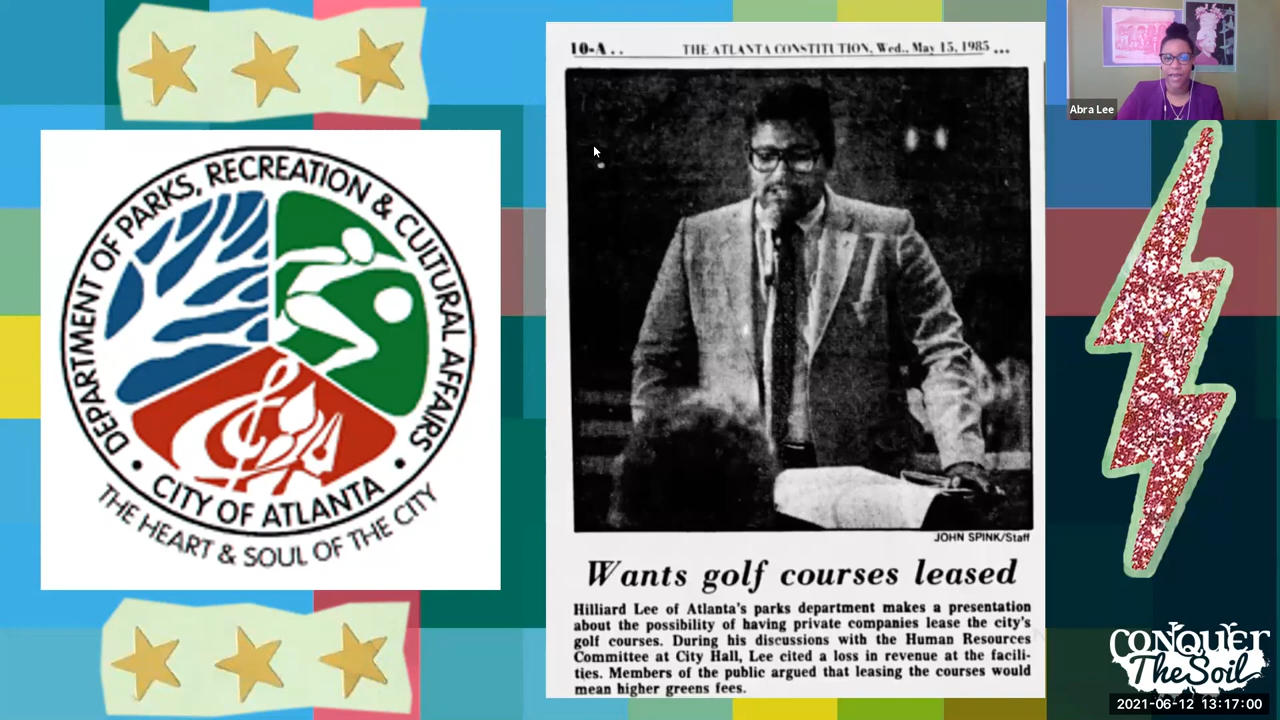 DEPARTMENT OF PARKS, RECREATION & CULTURAL AFFAIRS
CITY OF ATLANTA
THE HEART & SOUL OF THE CITY
10-A . .
THE ATLANTA CONSTITUTION, Wed., May 15, 1985 ...
JOHN SPINK/Staff
Wants golf courses leased
Hilliard Lee of Atlanta's parks department makes a presentation
about the possibility of having private companies lease the city's
golf courses. During his discussions with the Human Resources
Committee at City Hall, Lee cited a loss in revenue at the facili-
ties. Members of the public argued that leasing the courses would
mean higher greens fees.
Abra Lee
CONQUER
The Soil
2021-06-12 13:17:00